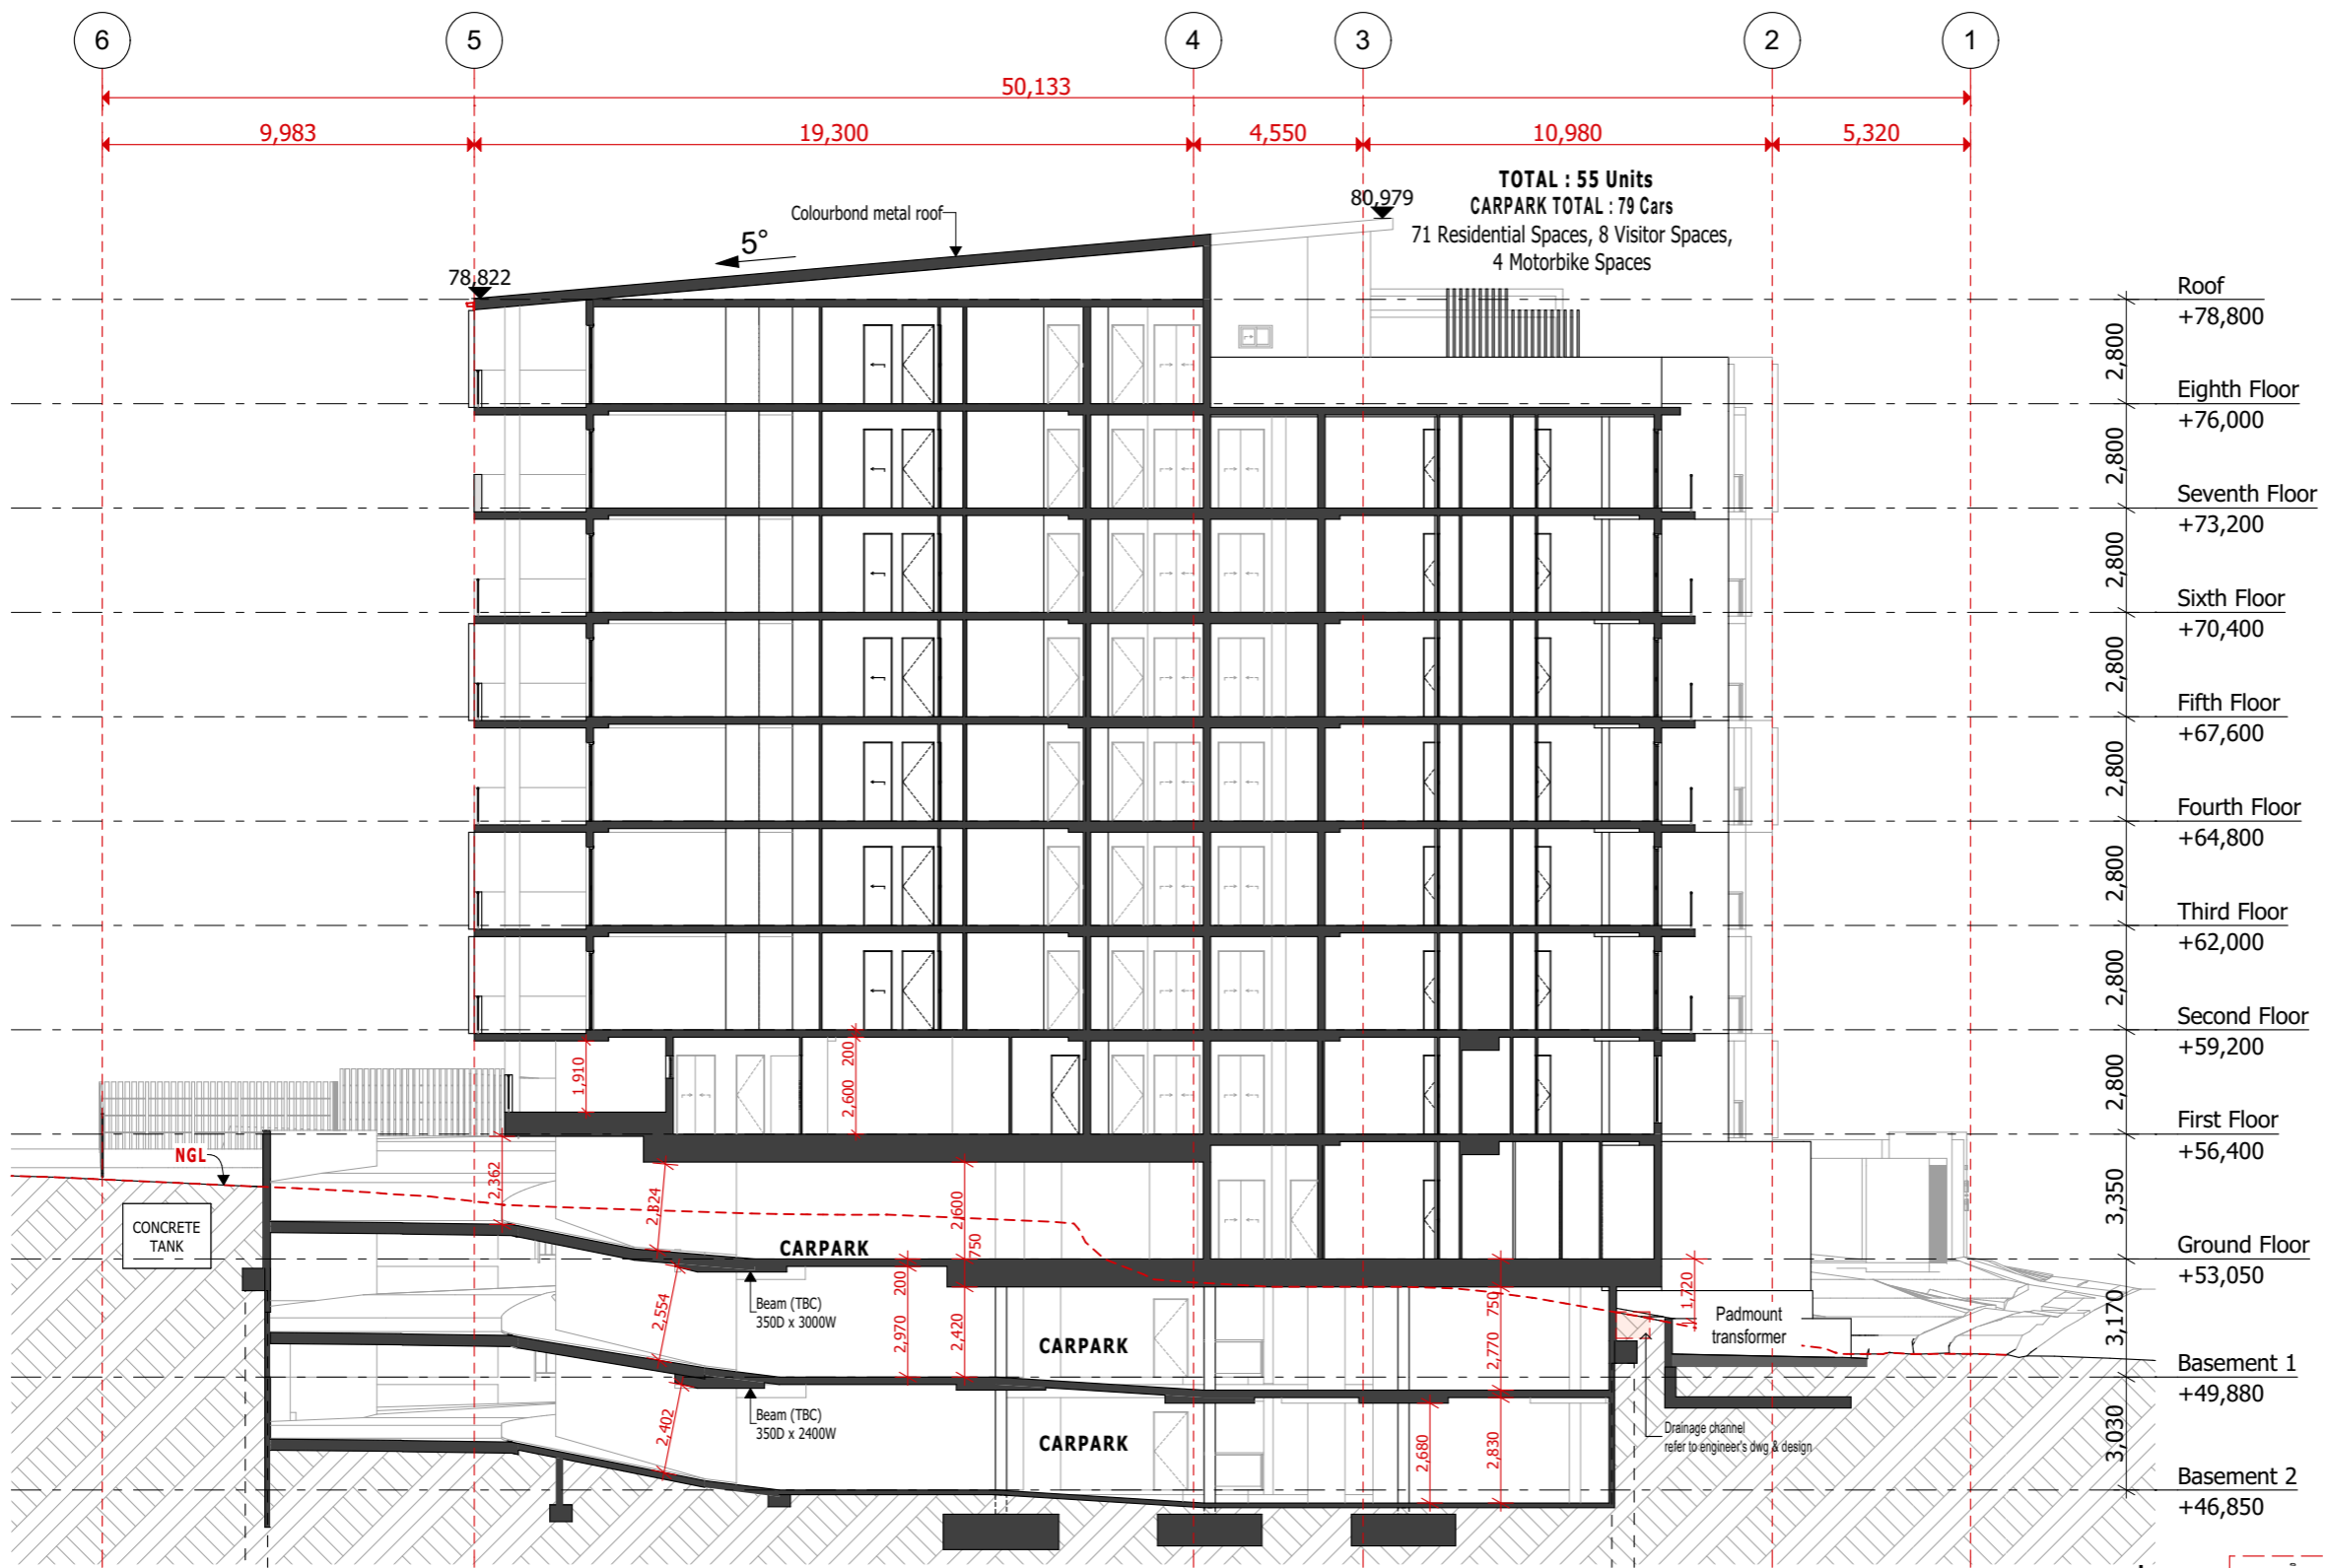 6 5 4 3 2 1
50,133
9,983 19,300 4,550 10,980 5,320
TOTAL : 55 Units
CARPARK TOTAL : 79 Cars
71 Residential Spaces, 8 Visitor Spaces,
4 Motorbike Spaces
80,979
Colourbond metal roof
5°
78,822
Roof
+78,800
2,800
Eighth Floor
+76,000
2,800
Seventh Floor
+73,200
2,800
Sixth Floor
+70,400
2,800
Fifth Floor
+67,600
2,800
Fourth Floor
+64,800
2,800
Third Floor
+62,000
2,800
Second Floor
+59,200
2,800
First Floor
+56,400
3,350
Ground Floor
+53,050
3,170
Basement 1
+49,880
3,030
Basement 2
+46,850
1,910
200
2,600
NGL
2,362
2,324
2,600
CONCRETE
TANK
CARPARK
750
1,720
200
750
2,554
Beam (TBC)
350D x 3000W
2,970
2,420
CARPARK
2,770
Padmount
transformer
2,402
Beam (TBC)
350D x 2400W
CARPARK
2,680
2,830
Drainage channel
refer to engineer's dwg & design